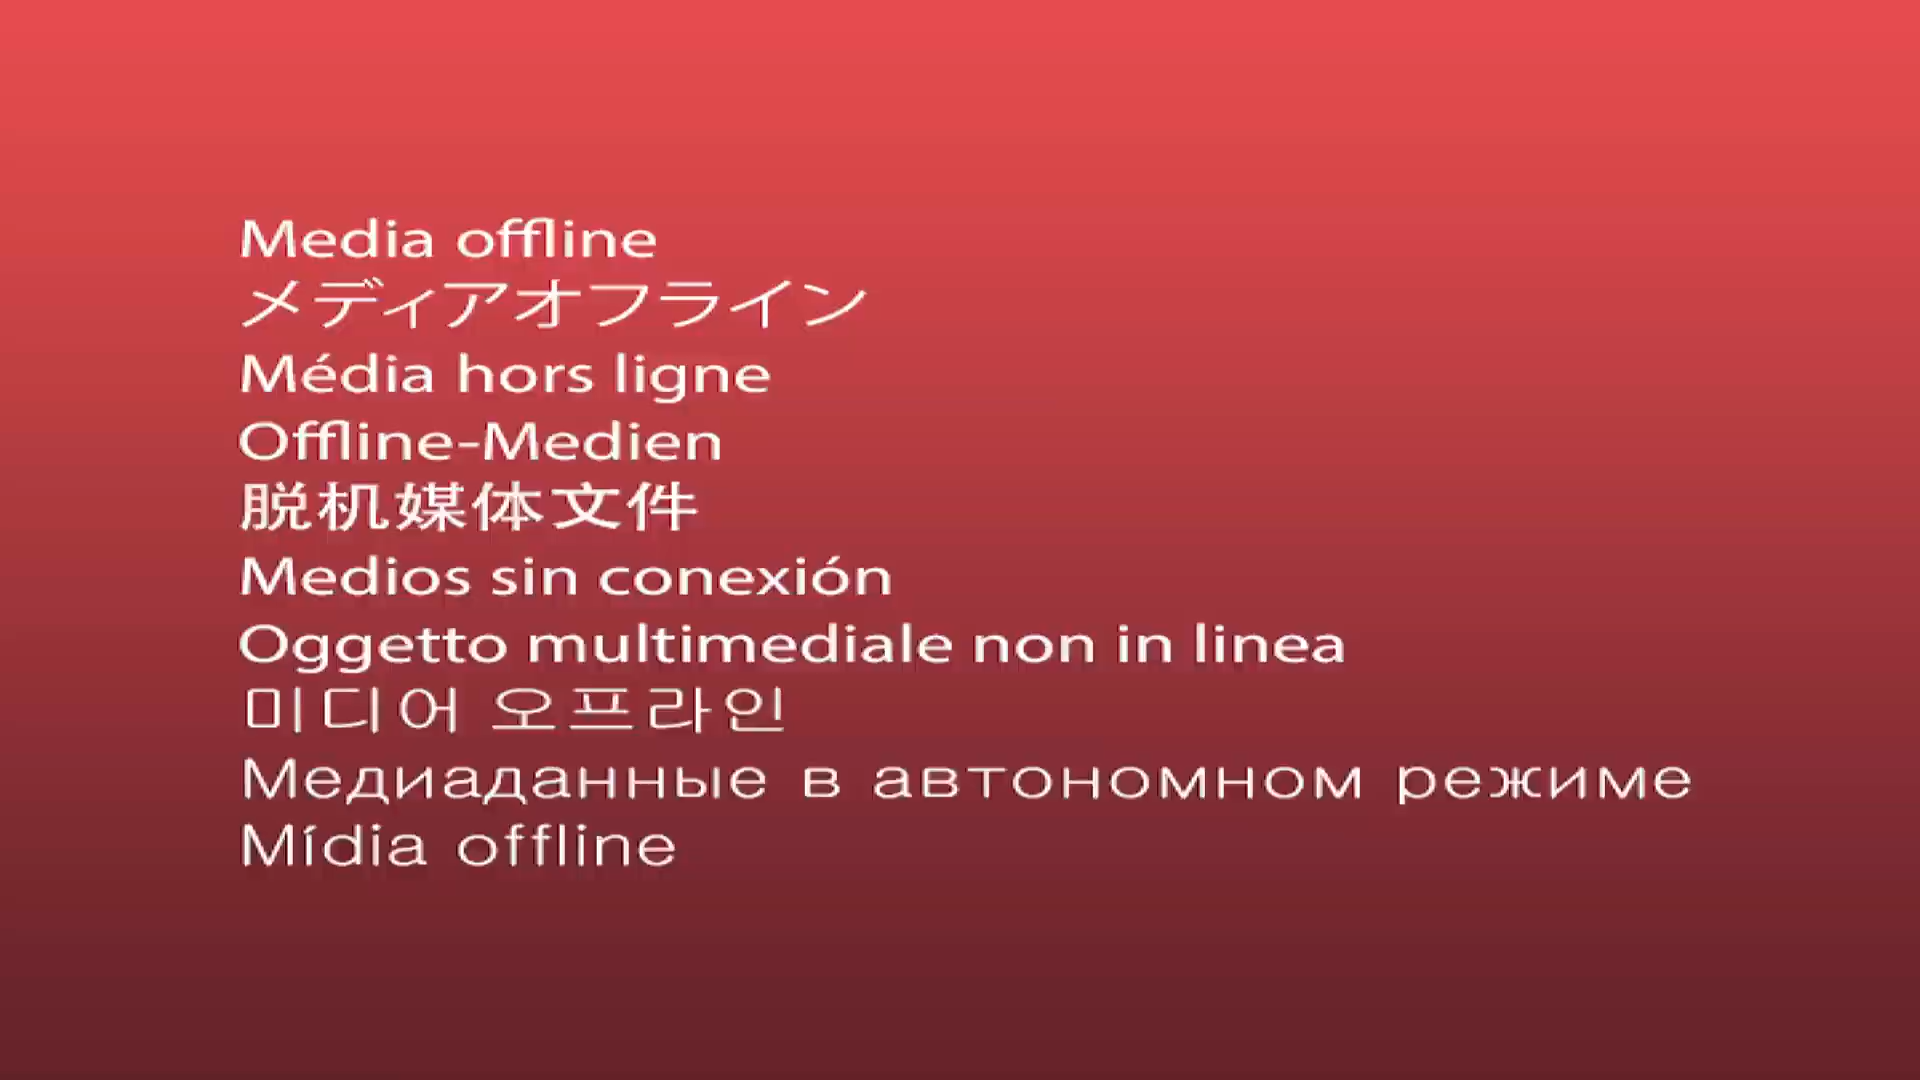 Media offline
メディアオフライン
Média hors ligne
Offline-Medien
脱机媒体文件
Medios sin conexión
Oggetto multimediale non in linea
미디어 오프라인
Медиаданные в автономном режиме
Mídia offline